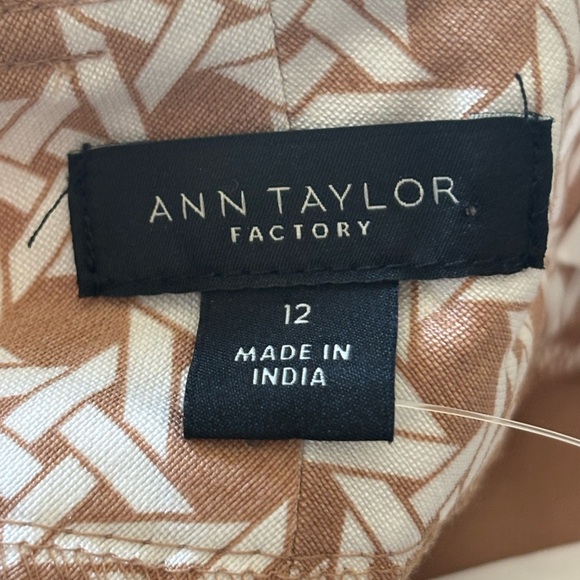 ANN TAYLOR
FACTORY
12
MADE IN
INDIA